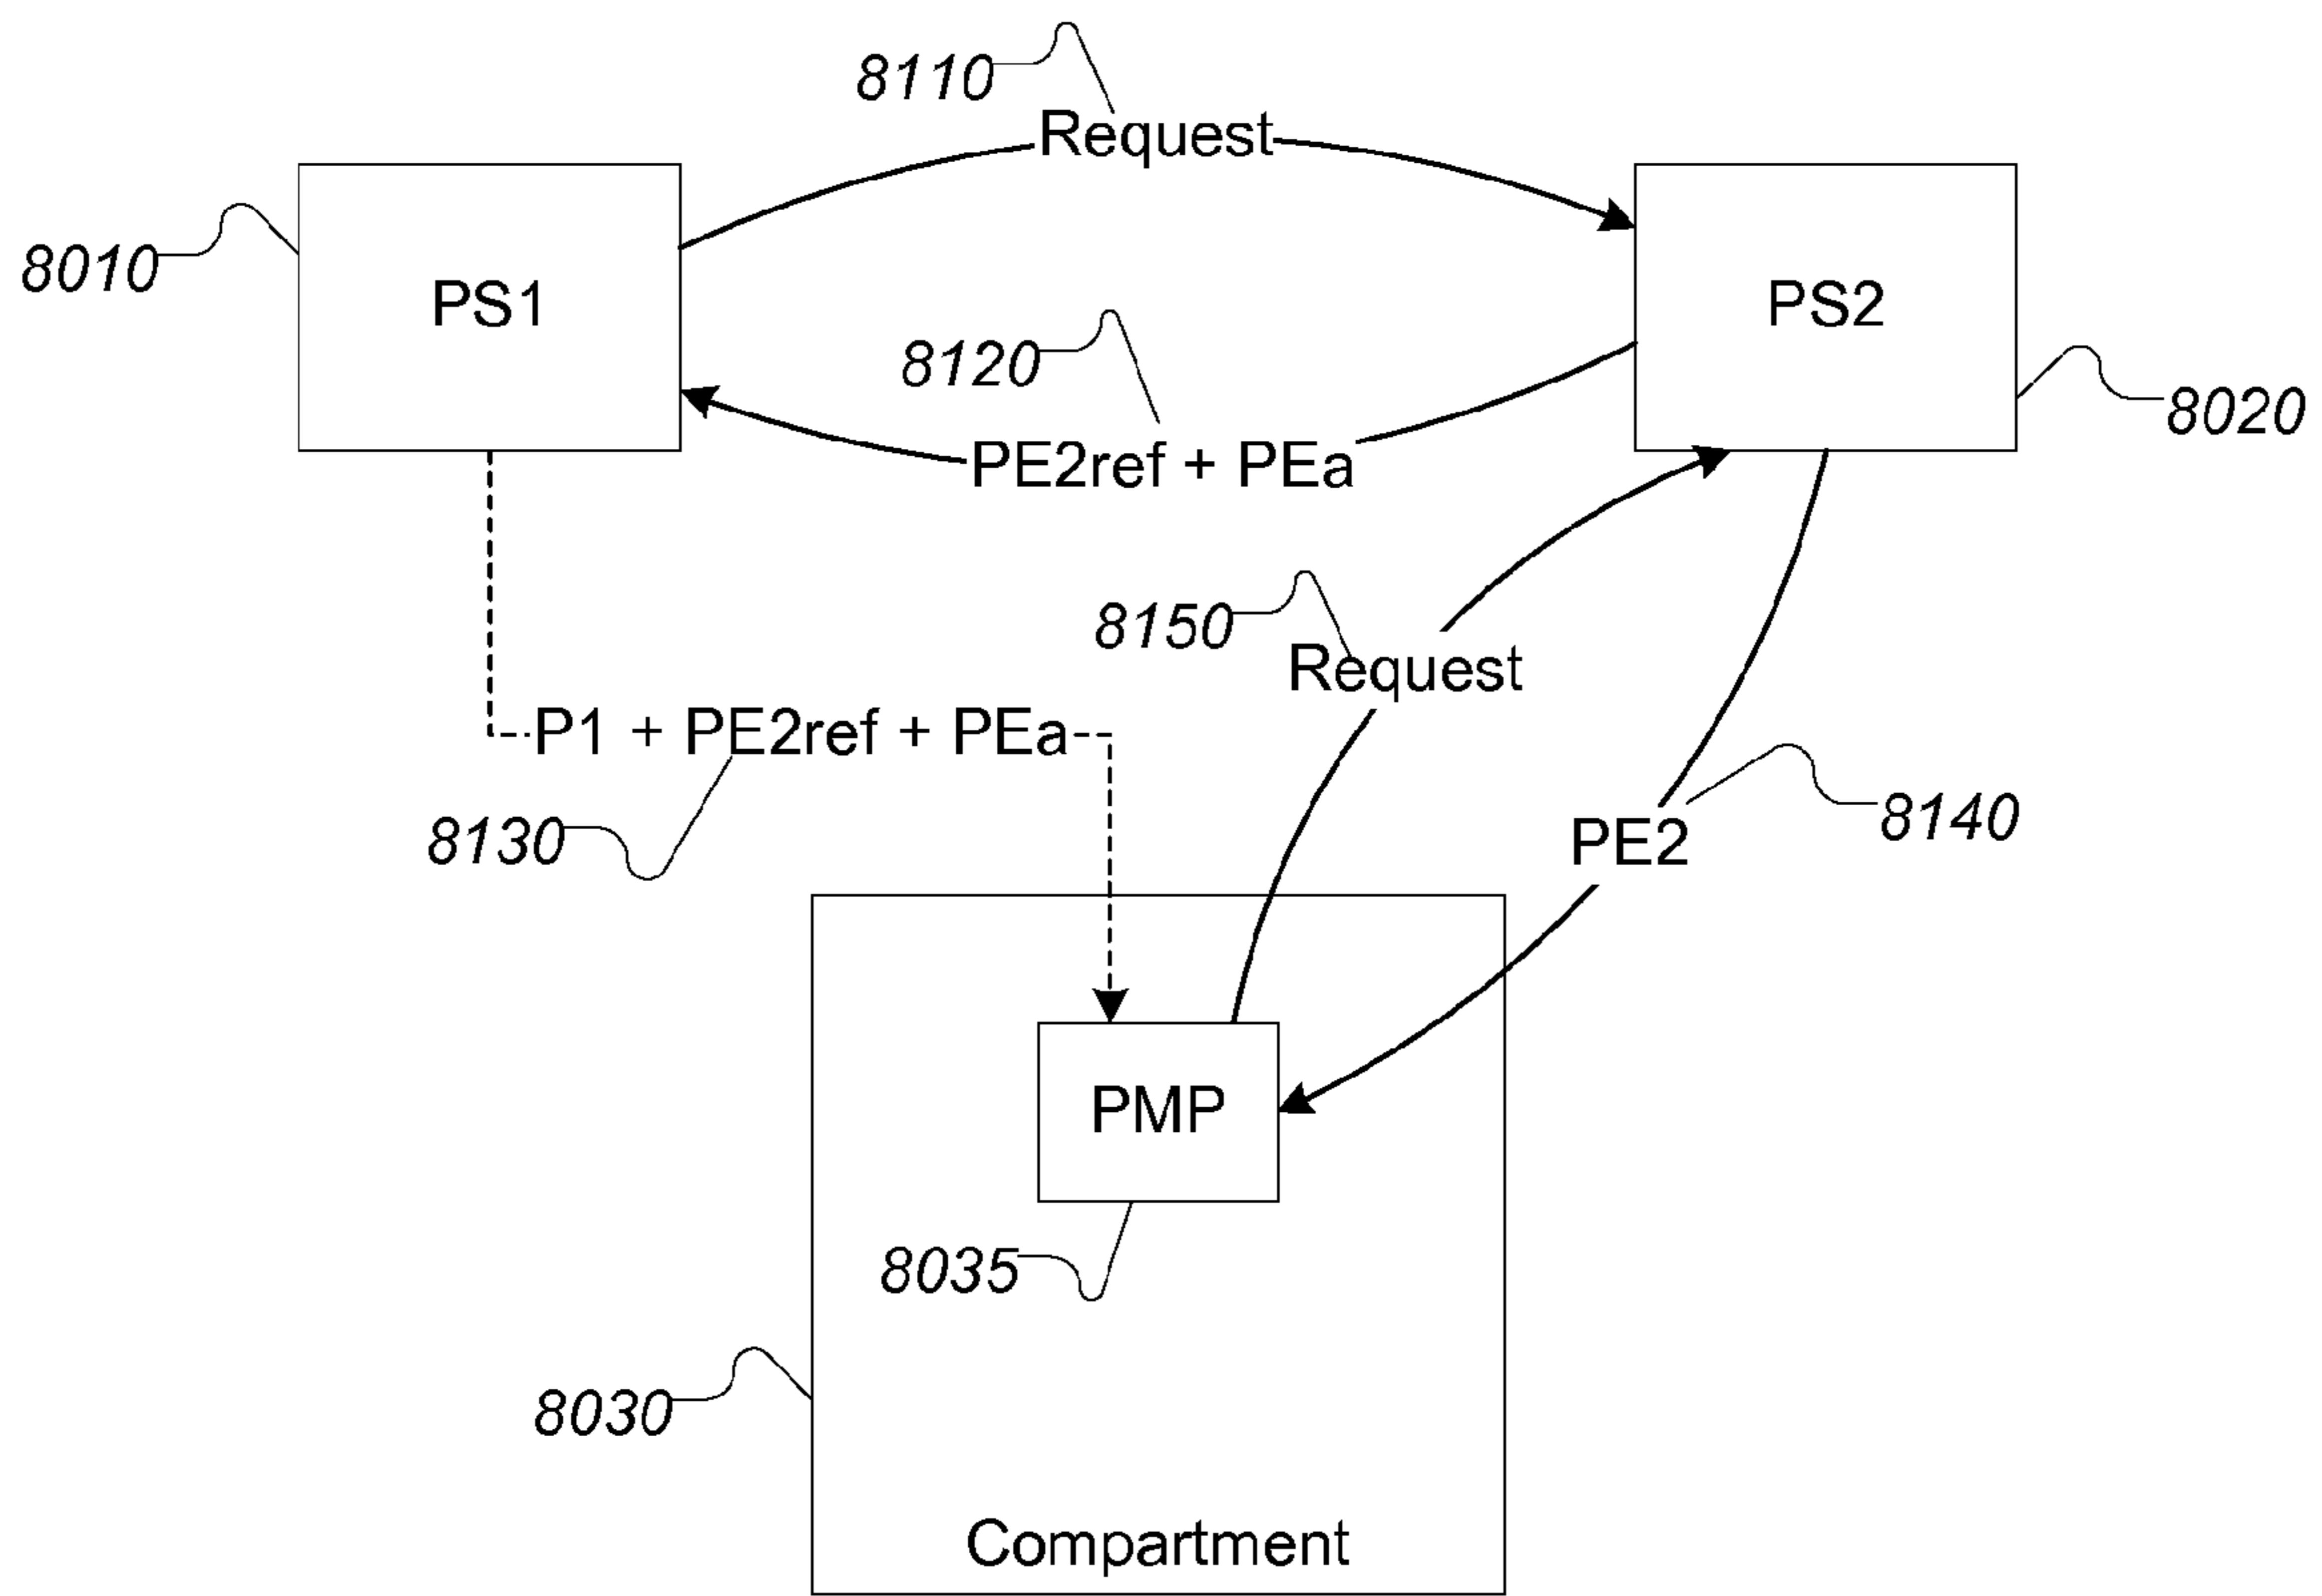 8110
Request
8010
PS1
PS2
8120
8020
PE2ref + PEa
8150
Request
P1 + PE2ref + PEa
8130
8140
PE2
PMP
8035
8030
Compartment